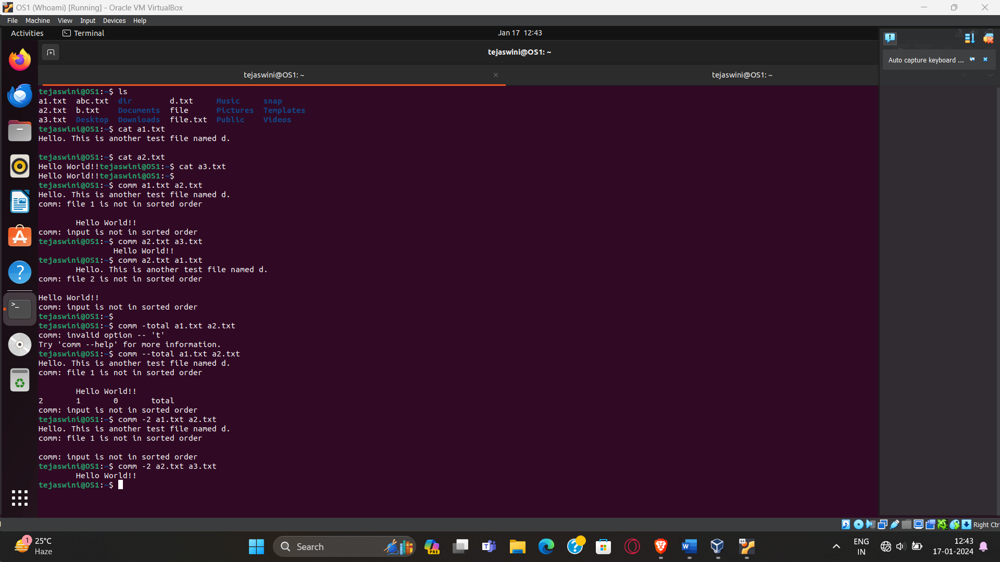 OS1 (Whoami) [Running] - Oracle VM VirtualBox
File Machine View Input Devices Help
Activities Terminal Jan 17 12:43
tejaswini@OS1: ~
Auto capture keyboard ...
tejaswini@OS1: ~ × tejaswini@OS1: ~
tejaswini@OS1:~$ ls
a1.txt abc.txt dir d.txt Music snap
a2.txt b.txt Documents file Pictures Templates
a3.txt Desktop Downloads file.txt Public Videos
tejaswini@OS1:~$ cat a1.txt
Hello. This is another test file named d.
tejaswini@OS1:~$ cat a2.txt
Hello World!!tejaswini@OS1:~$ cat a3.txt
Hello World!!tejaswini@OS1:~$
tejaswini@OS1:~$ comm a1.txt a2.txt
Hello. This is another test file named d.
comm: file 1 is not in sorted order
Hello World!!
comm: input is not in sorted order
tejaswini@OS1:~$ comm a2.txt a3.txt
Hello World!!
tejaswini@OS1:~$ comm a2.txt a1.txt
Hello. This is another test file named d.
comm: file 2 is not in sorted order
Hello World!!
comm: input is not in sorted order
tejaswini@OS1:~$
tejaswini@OS1:~$ comm -total a1.txt a2.txt
comm: invalid option -- 't'
Try 'comm --help' for more information.
tejaswini@OS1:~$ comm --total a1.txt a2.txt
Hello. This is another test file named d.
comm: file 1 is not in sorted order
Hello World!!
2 1 0 total
comm: input is not in sorted order
tejaswini@OS1:~$ comm -2 a1.txt a2.txt
Hello. This is another test file named d.
comm: file 1 is not in sorted order
comm: input is not in sorted order
tejaswini@OS1:~$ comm -2 a2.txt a3.txt
Hello World!!
tejaswini@OS1:~$
Right Ctr
1 25°C
Haze
Search
PRE
ENG
IN
12:43
17-01-2024